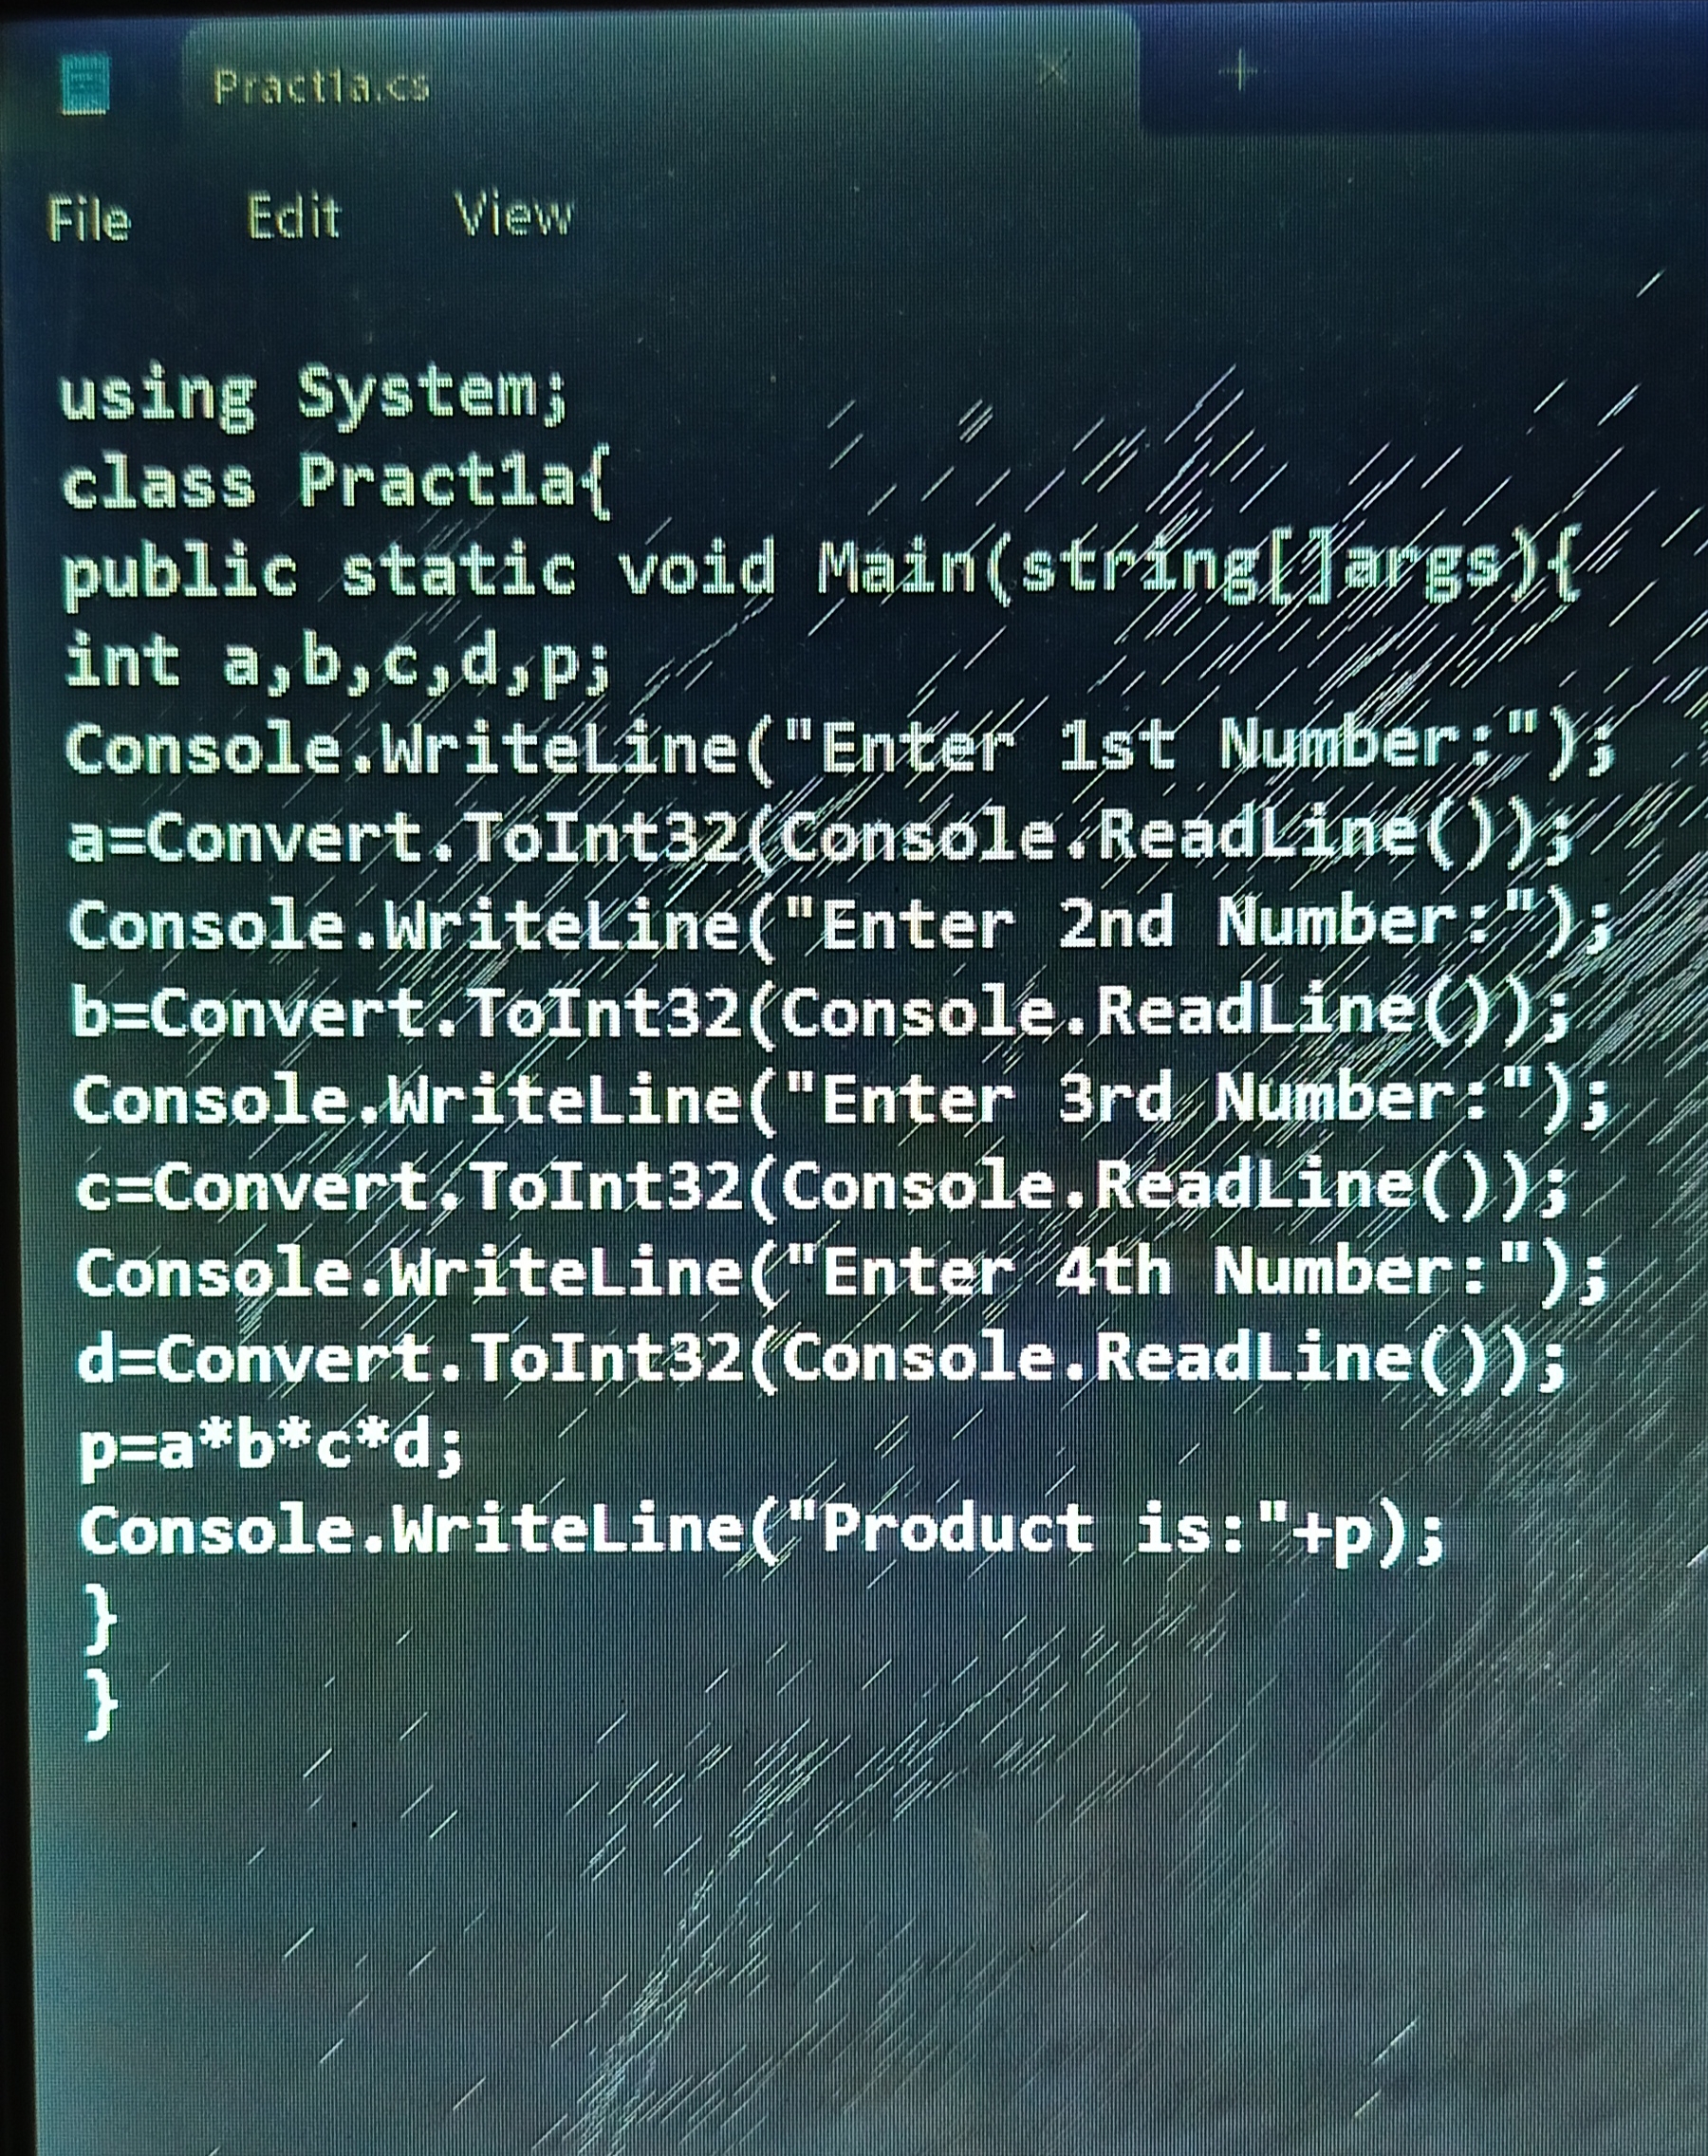 Pract1a.cs
File Edit View
using System;
class Pract1a{
public static void Main(string[]args){
int a,b,c,d,p;
Console.WriteLine("Enter 1st Number:");
a=Convert.ToInt32(Console.ReadLine());
Console.WriteLine("Enter 2nd Number:");
b=Convert.ToInt32(Console.ReadLine());
Console.WriteLine("Enter 3rd Number:");
c=Convert.ToInt32(Console.ReadLine());
Console.WriteLine("Enter 4th Number:");
d=Convert.ToInt32(Console.ReadLine());
p=a*b*c*d;
Console.WriteLine("Product is:"+p);
}
}